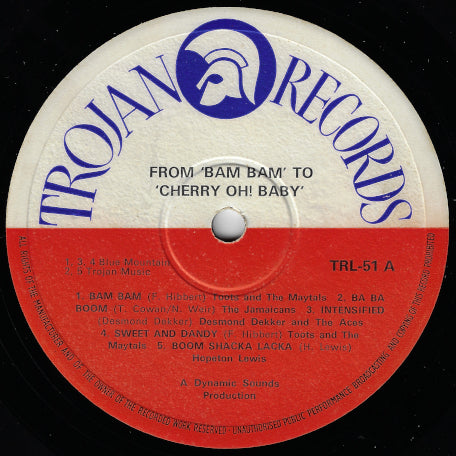 TROJAN RECORDS
FROM 'BAM BAM' TO
'CHERRY OH! BABY'
1. 3. 4 Blue Mountain
2. 5. Trojan Music
TRL-51 A
1. BAM BAM (F. Hibbert) Toots and The Maytals 2. BA BA
BOOM (T. Cowan/N. Weir) The Jamaicans 3. INTENSIFIED
(Desmond Dekker) Desmond Dekker and The Aces
4. SWEET AND DANDY (F. Hibbert) Toots and The
Maytals 5. BOOM SHACKA LACKA (H. Lewis)
Hopeton Lewis
A Dynamic Sounds
Production
ALL RIGHTS OF THE MANUFACTURER AND OF THE OWNER OF THE RECORDED WORK RESERVED - UNAUTHORISED PUBLIC PERFORMANCE BROADCASTING AND COPYING OF THIS RECORD PROHIBITED